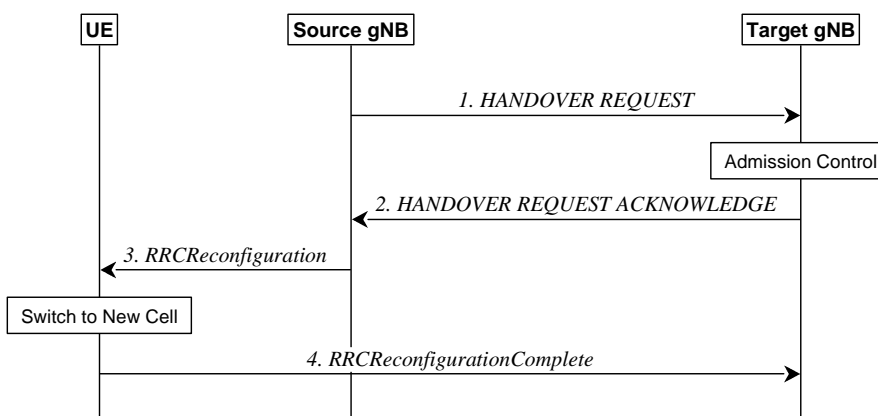 UE
Source gNB
Target gNB
1. HANDOVER REQUEST
Admission Control
2. HANDOVER REQUEST ACKNOWLEDGE
3. RRCReconfiguration
Switch to New Cell
4. RRCReconfigurationComplete